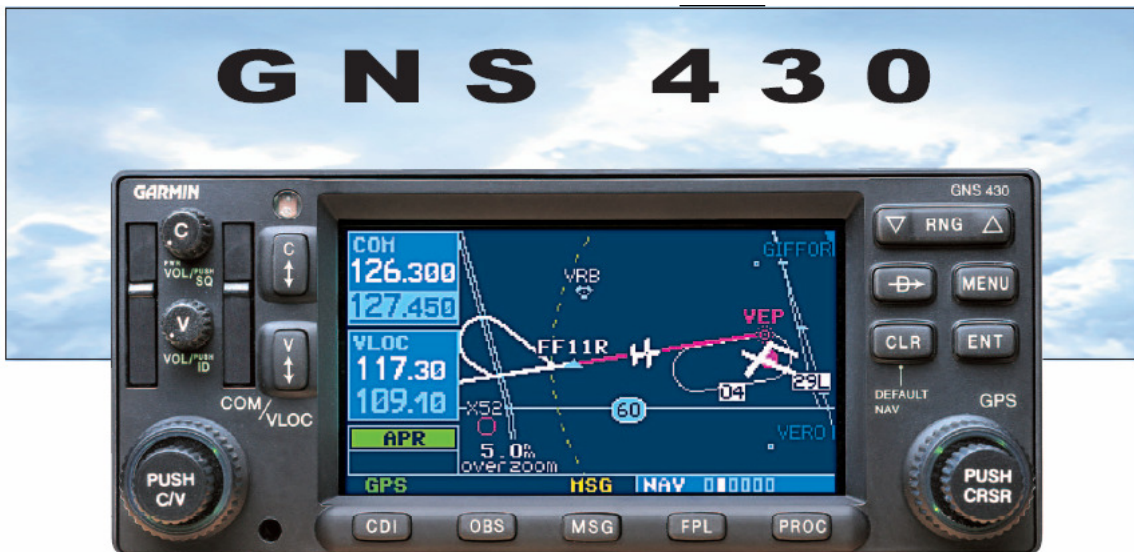 GNS 430
GARMIN
GNS 430
C
PWR
VOL/PUSH
SQ
C
V
VOL/PUSH
ID
V
COM/VLOC
PUSH
C/V
COM
126.300
127.450
VLOC
117.30
109.10
APR
GPS
MSG
NAV
GIFFOR
VRB
VEP
FF11R
04
29L
60
X52
5.0
overzoom
VERO
RNG
D
MENU
CLR
ENT
DEFAULT
NAV
GPS
PUSH
CRSR
CDI
OBS
MSG
FPL
PROC